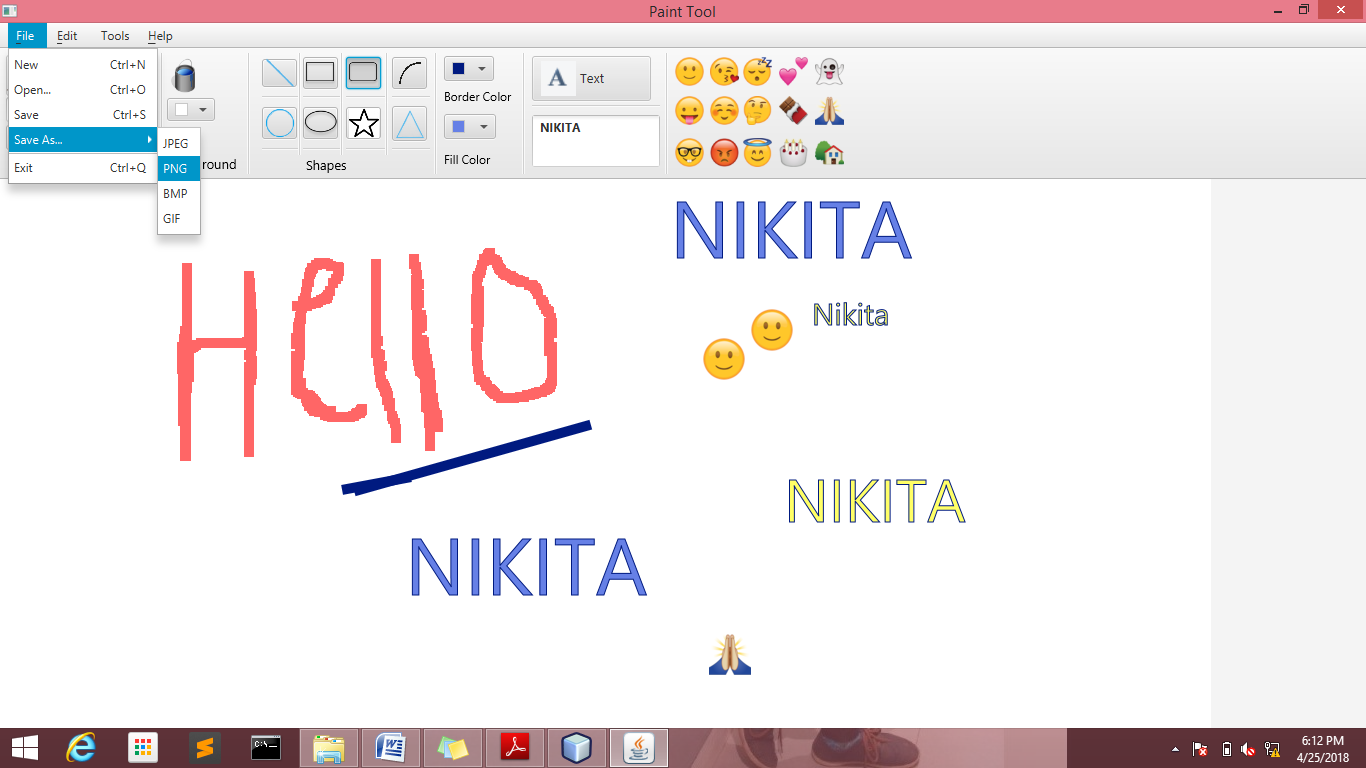 Paint Tool
File Edit Tools Help
New Ctrl+N
Open... Ctrl+O
Save Ctrl+S
Save As...
Exit Ctrl+Q
JPEG
PNG
BMP
GIF
round
Shapes
Border Color
Fill Color
A Text
NIKITA
NIKITA
Hello
Nikita
NIKITA
NIKITA
C:\_
6:12 PM
4/25/2018